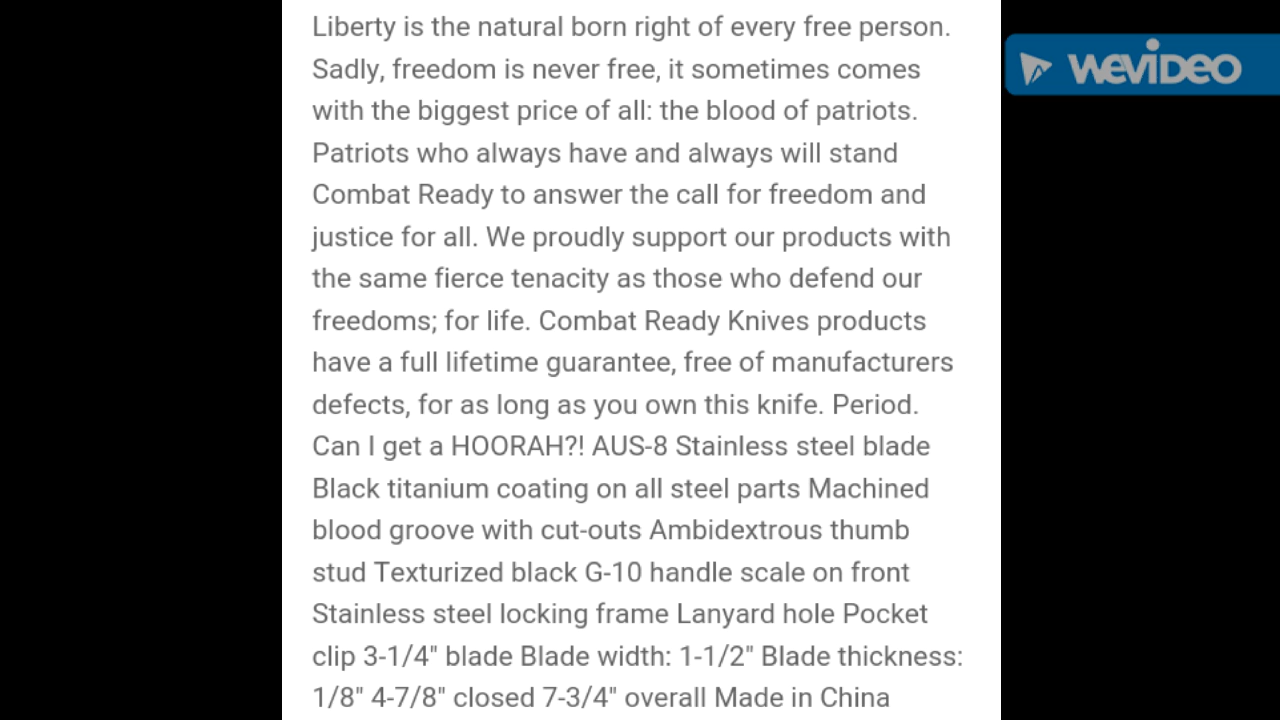 Liberty is the natural born right of every free person.
Sadly, freedom is never free, it sometimes comes
with the biggest price of all: the blood of patriots.
Patriots who always have and always will stand
Combat Ready to answer the call for freedom and
justice for all. We proudly support our products with
the same fierce tenacity as those who defend our
freedoms; for life. Combat Ready Knives products
have a full lifetime guarantee, free of manufacturers
defects, for as long as you own this knife. Period.
Can I get a HOORAH?! AUS-8 Stainless steel blade
Black titanium coating on all steel parts Machined
blood groove with cut-outs Ambidextrous thumb
stud Texturized black G-10 handle scale on front
Stainless steel locking frame Lanyard hole Pocket
clip 3-1/4" blade Blade width: 1-1/2" Blade thickness:
1/8" 4-7/8" closed 7-3/4" overall Made in China
WEVIDEO